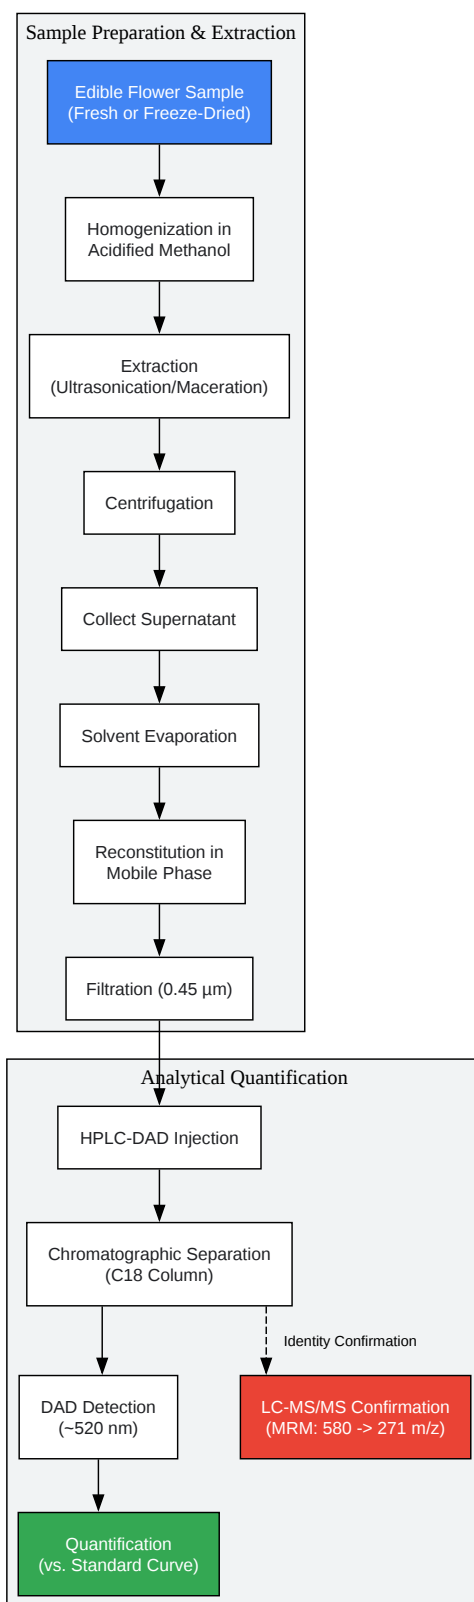 Sample Preparation & Extraction
Edible Flower Sample
(Fresh or Freeze-Dried)
Homogenization in
Acidified Methanol
Extraction
(Ultrasonication/Maceration)
Centrifugation
Collect Supernatant
Solvent Evaporation
Reconstitution in
Mobile Phase
Filtration (0.45 µm)
Analytical Quantification
HPLC-DAD Injection
Chromatographic Separation
(C18 Column)
Identity Confirmation
DAD Detection
(~520 nm)
LC-MS/MS Confirmation
(MRM: 580 -> 271 m/z)
Quantification
(vs. Standard Curve)